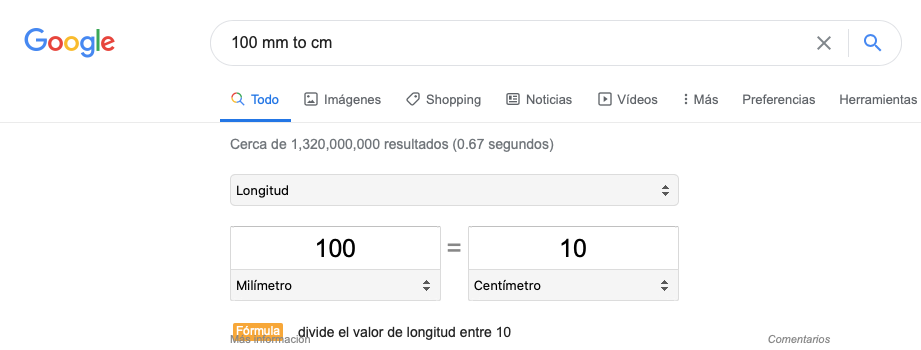 Google
100 mm to cm
Todo Imágenes Shopping Noticias Vídeos Más Preferencias Herramientas
Cerca de 1,320,000,000 resultados (0.67 segundos)
Longitud
100 = 10
Milímetro Centímetro
Fórmula divide el valor de longitud entre 10
Más información Comentarios